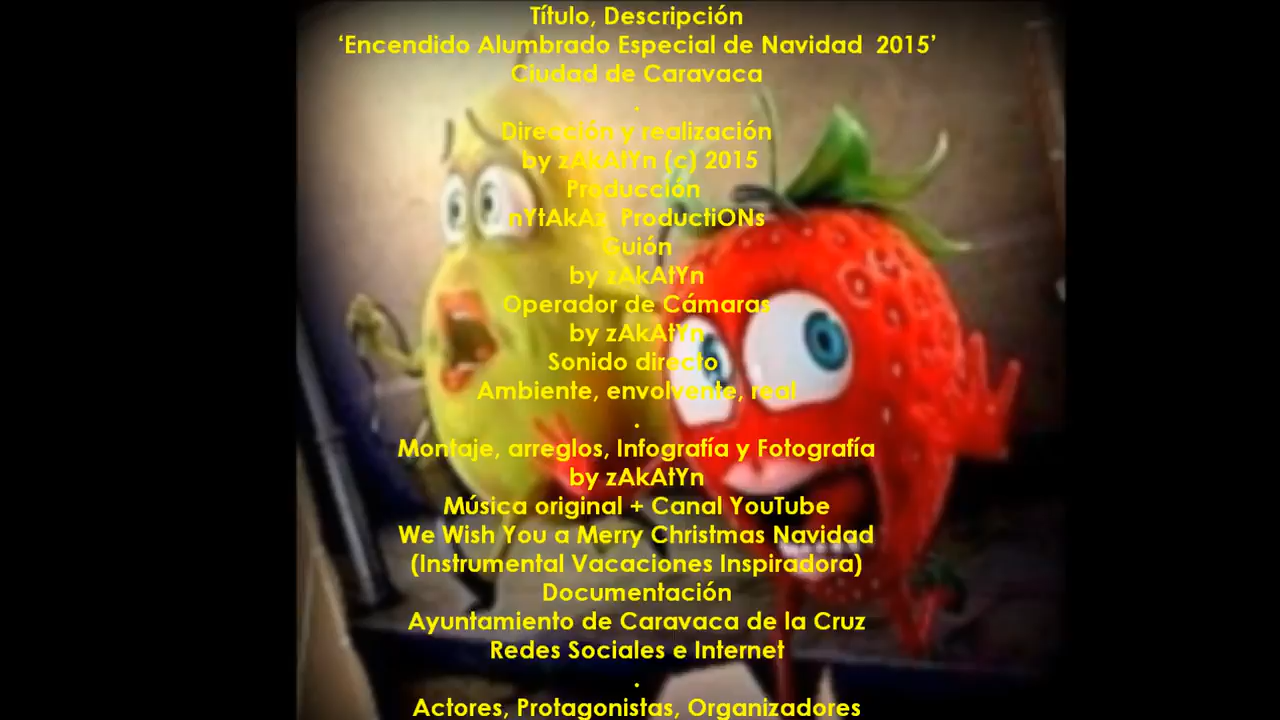 Título, Descripción
‘Encendido Alumbrado Especial de Navidad  2015’
Ciudad de Caravaca
.
Dirección y realización
by zAkAtYn (c) 2015
Producción
nYtAkAz  ProductiONs
Guión
by zAkAtYn
Operador de Cámaras
by zAkAtYn
Sonido directo
Ambiente, envolvente, real
.
Montaje, arreglos, Infografía y Fotografía
by zAkAtYn
Música original + Canal YouTube
We Wish You a Merry Christmas Navidad
(Instrumental Vacaciones Inspiradora)
Documentación
Ayuntamiento de Caravaca de la Cruz
Redes Sociales e Internet
.
Actores, Protagonistas, Organizadores